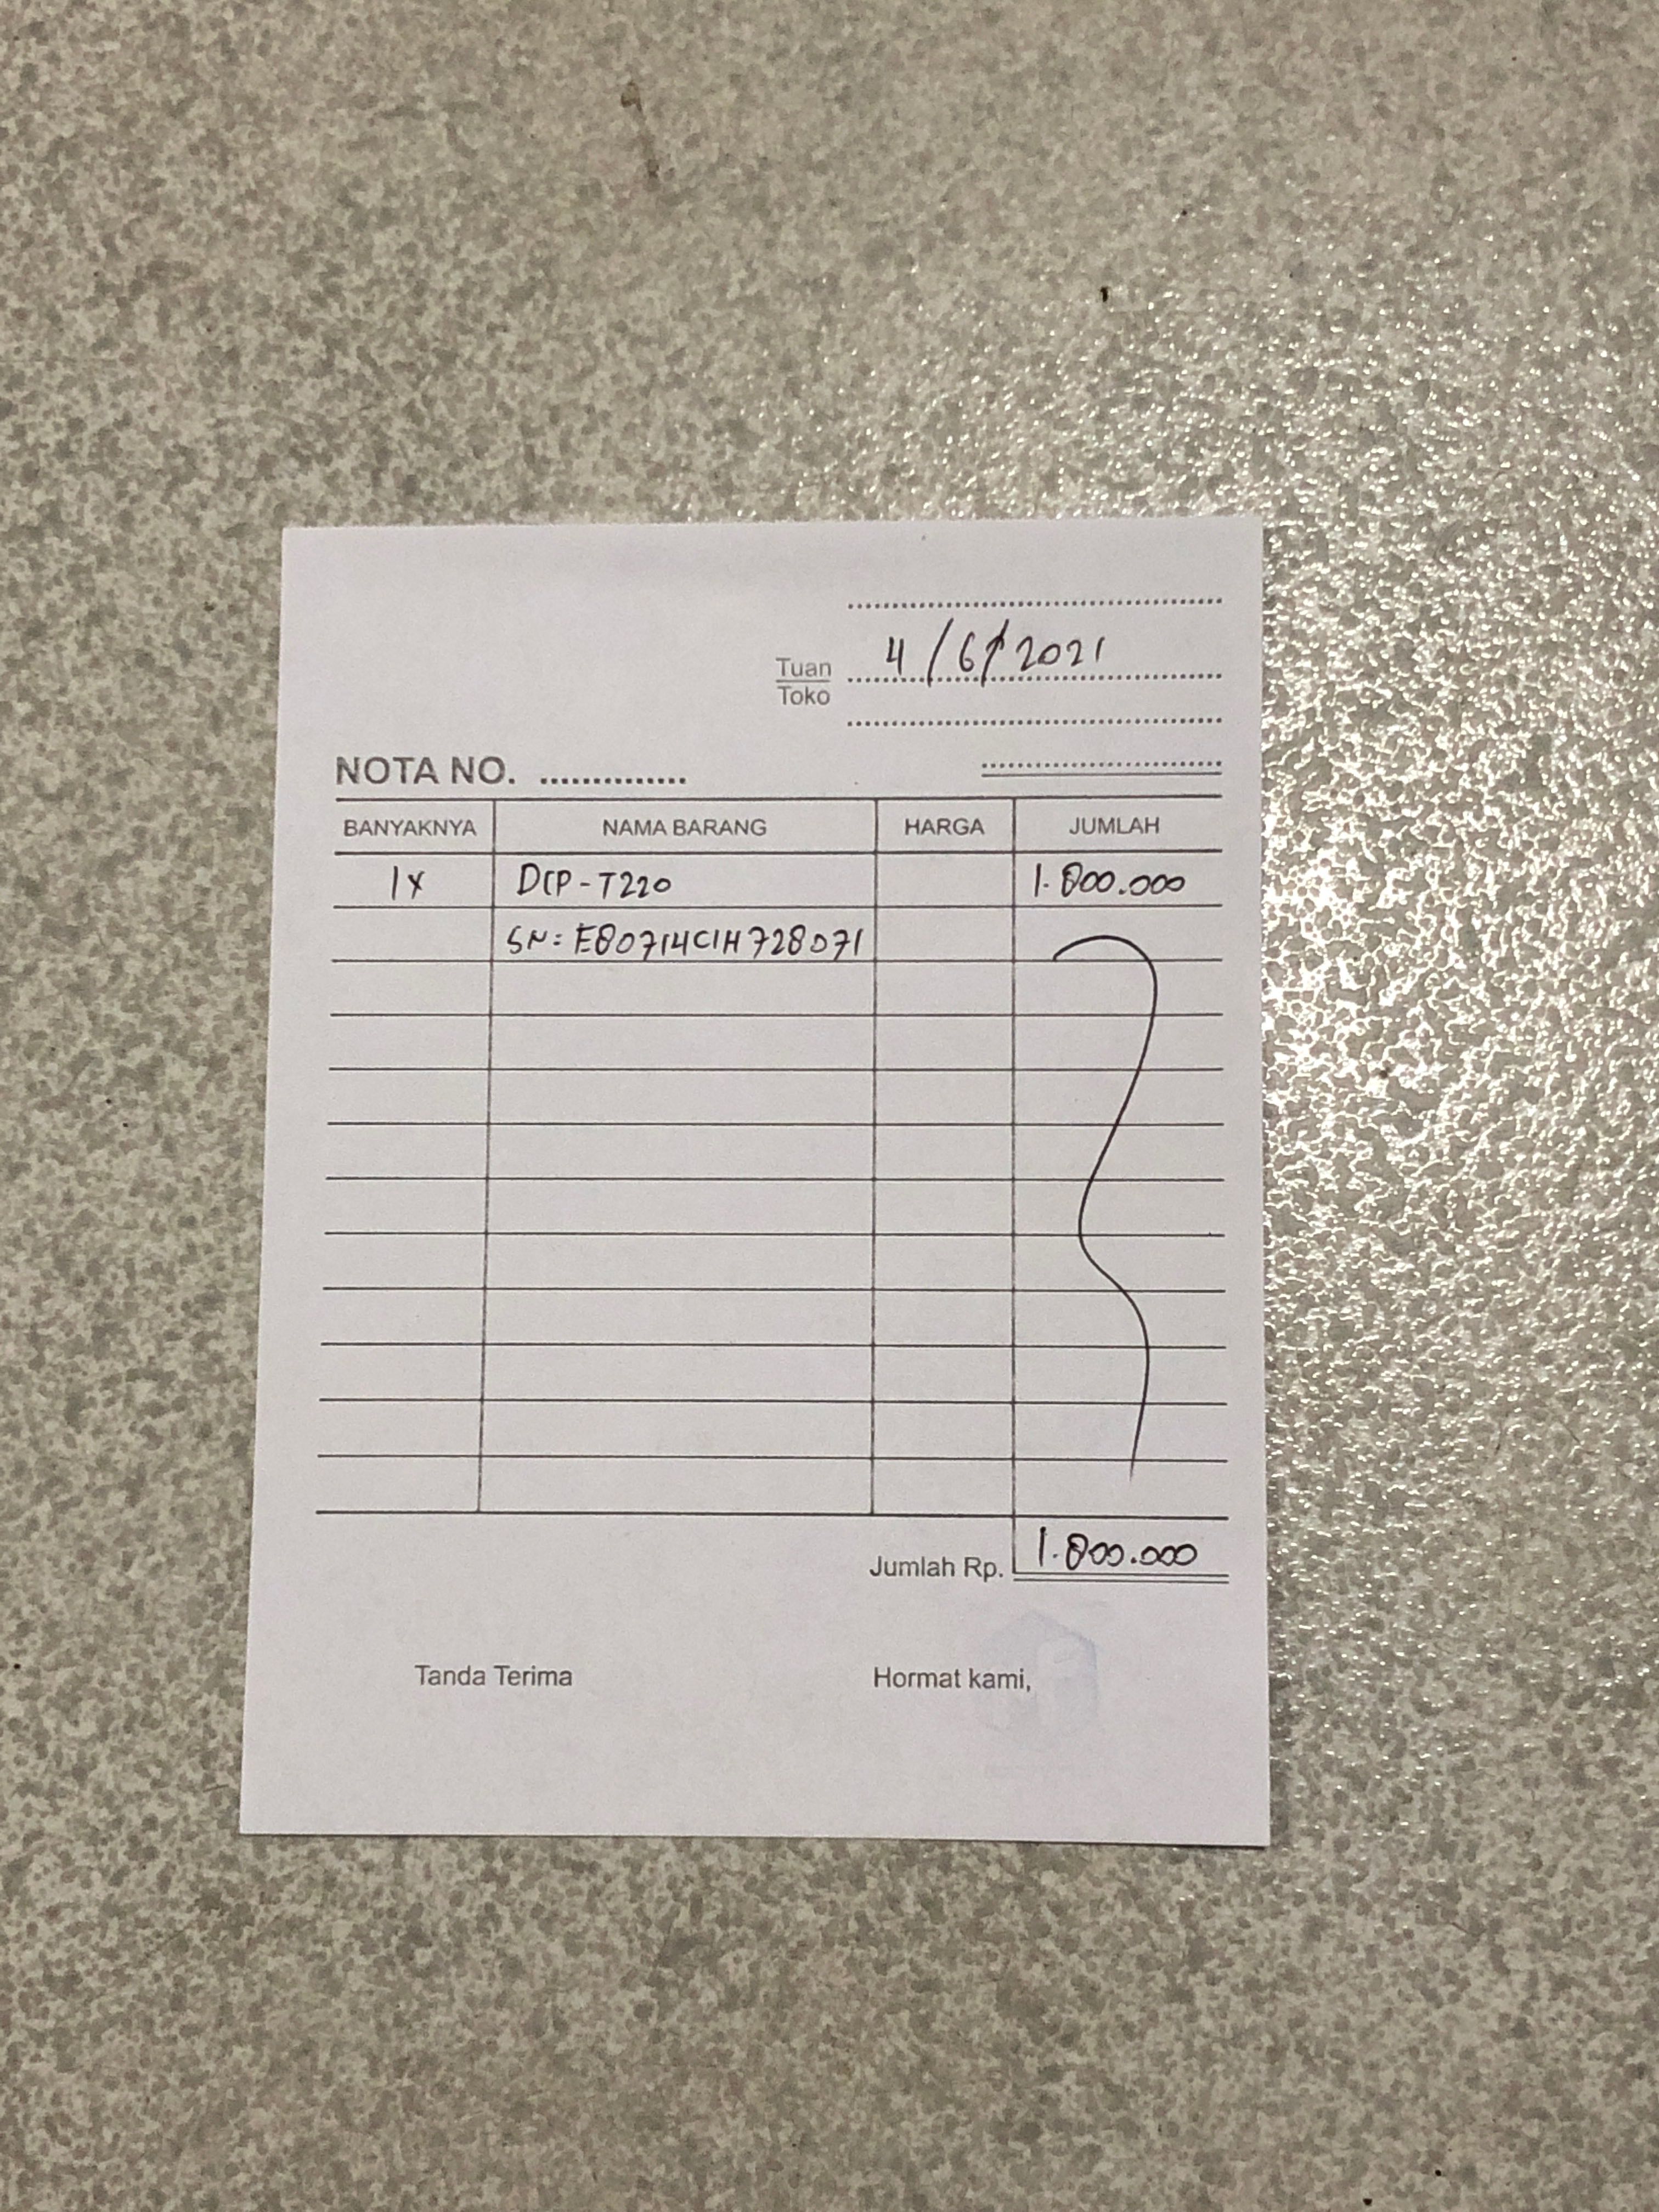 4/6/2021
Tuan
Toko
NOTA NO. ..............
BANYAKNYA NAMA BARANG HARGA JUMLAH
1x DCP-T220 1.800.000
SN: E80714C1H728071
Jumlah Rp. 1.800.000
Tanda Terima Hormat kami,